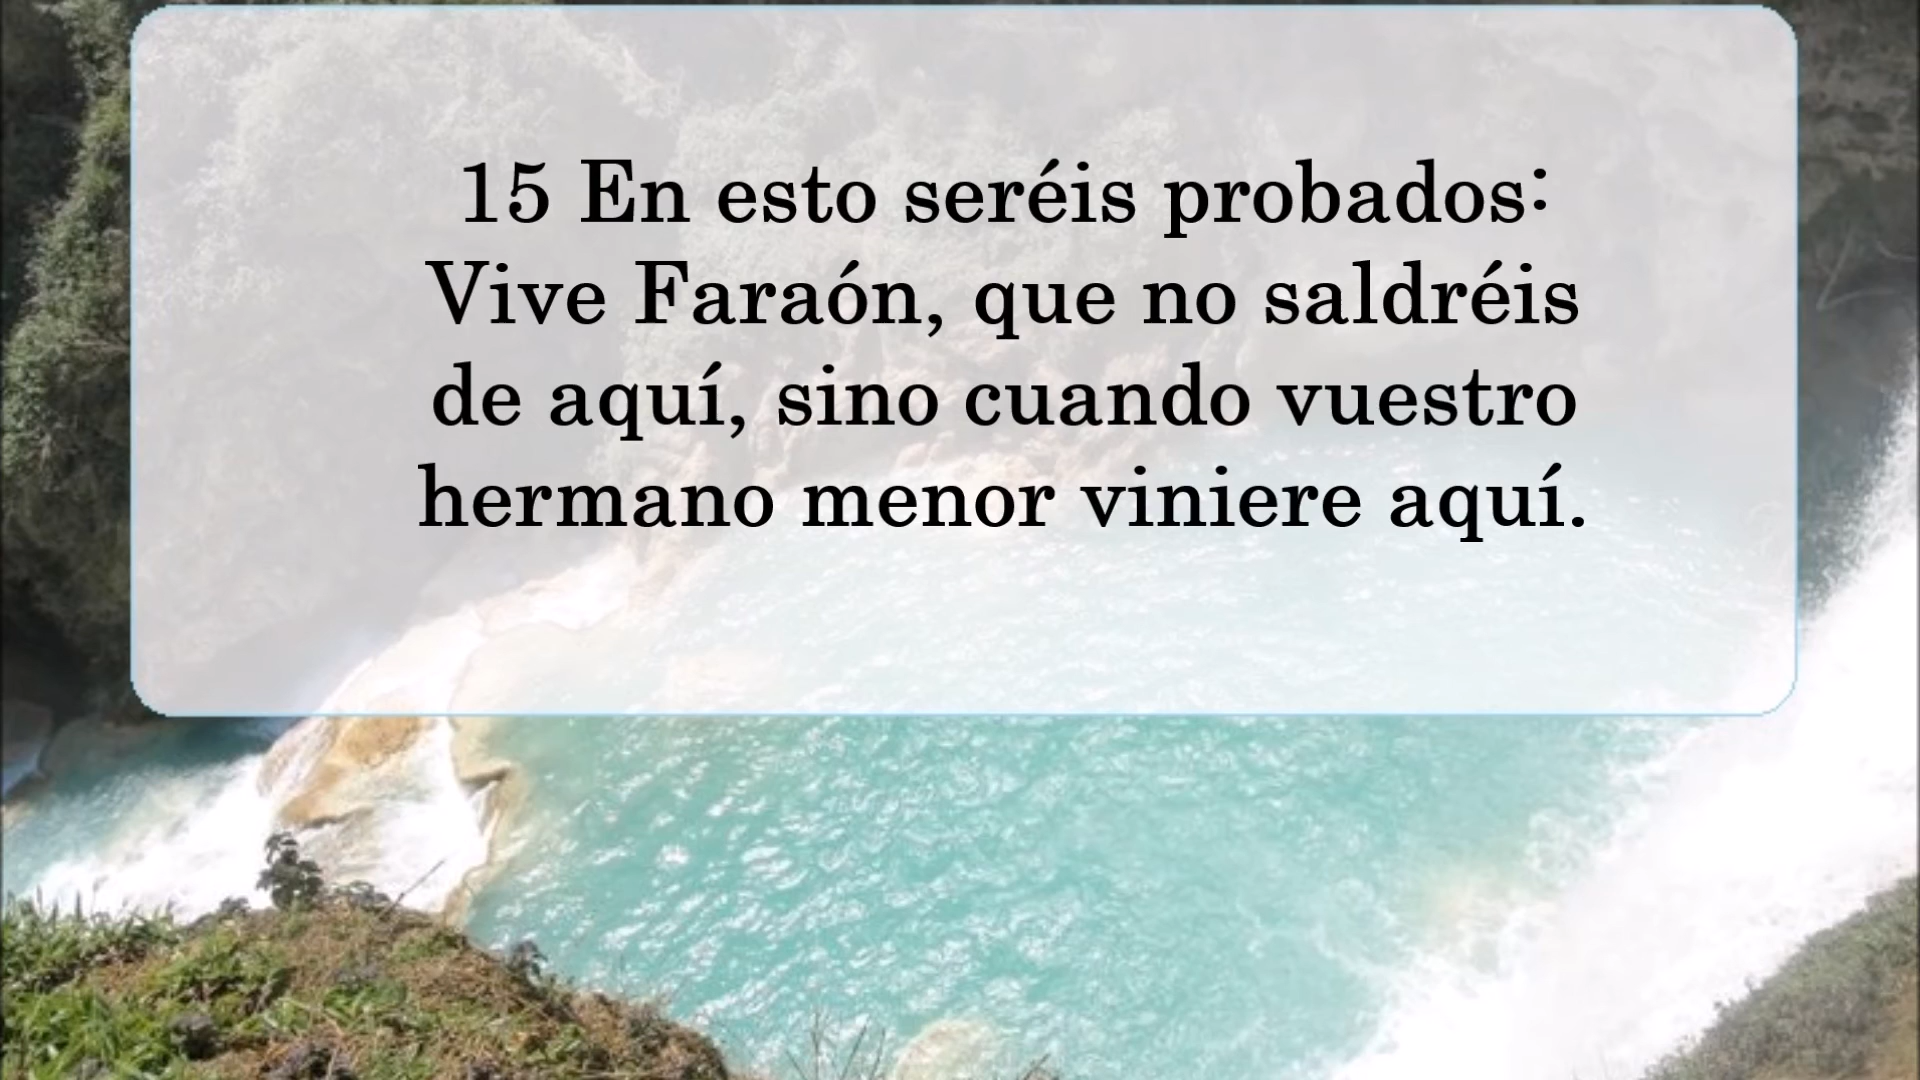 15 En esto seréis probados:
Vive Faraón, que no saldréis
de aquí, sino cuando vuestro
hermano menor viniere aquí.